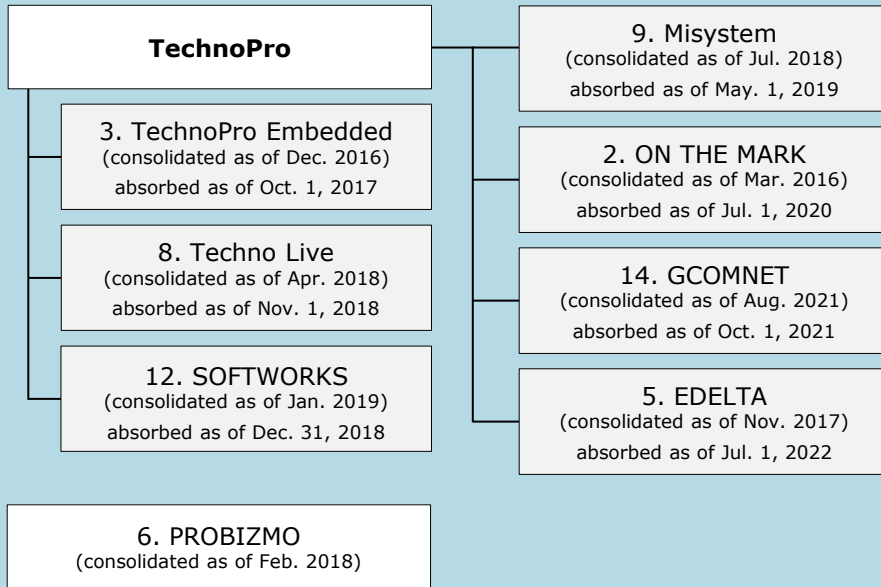 TechnoPro
3. TechnoPro Embedded
(consolidated as of Dec. 2016)
absorbed as of Oct. 1, 2017
8. Techno Live
(consolidated as of Apr. 2018)
absorbed as of Nov. 1, 2018
12. SOFTWORKS
(consolidated as of Jan. 2019)
absorbed as of Dec. 31, 2018
9. Misystem
(consolidated as of Jul. 2018)
absorbed as of May. 1, 2019
2. ON THE MARK
(consolidated as of Mar. 2016)
absorbed as of Jul. 1, 2020
14. GCOMNET
(consolidated as of Aug. 2021)
absorbed as of Oct. 1, 2021
5. EDELTA
(consolidated as of Nov. 2017)
absorbed as of Jul. 1, 2022
6. PROBIZMO
(consolidated as of Feb. 2018)